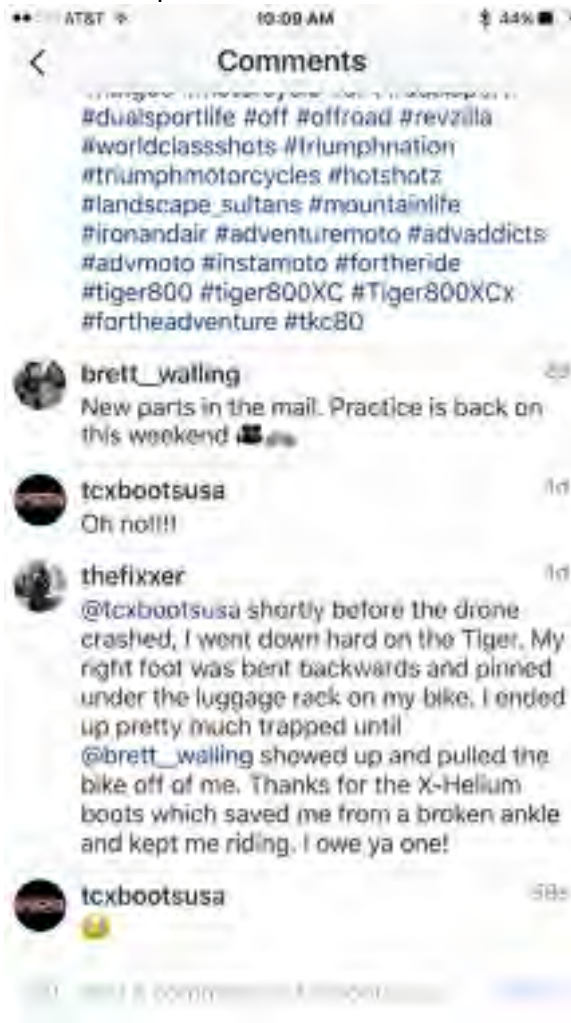 AT&T 10:09 AM 44%
Comments
#dualsportlife #off #offroad #revzilla
#worldclassshots #triumphnation
#triumphmotorcycles #hotshotz
#landscape_sultans #mountainlife
#ironandair #adventuremoto #advaddicts
#advmoto #instamoto #fortheride
#tiger800 #tiger800XC #Tiger800XCx
#fortheadventure #tkc80
brett__walling
New parts in the mail. Practice is back on
this weekend
tcxbootsusa 1d
Oh no!!!!
thefixxer 1d
@tcxbootsusa shortly before the drone
crashed, I went down hard on the Tiger. My
right foot was bent backwards and pinned
under the luggage rack on my bike. I ended
up pretty much trapped until
@brett__walling showed up and pulled the
bike off of me. Thanks for the X-Helium
boots which saved me from a broken ankle
and kept me riding. I owe ya one!
tcxbootsusa